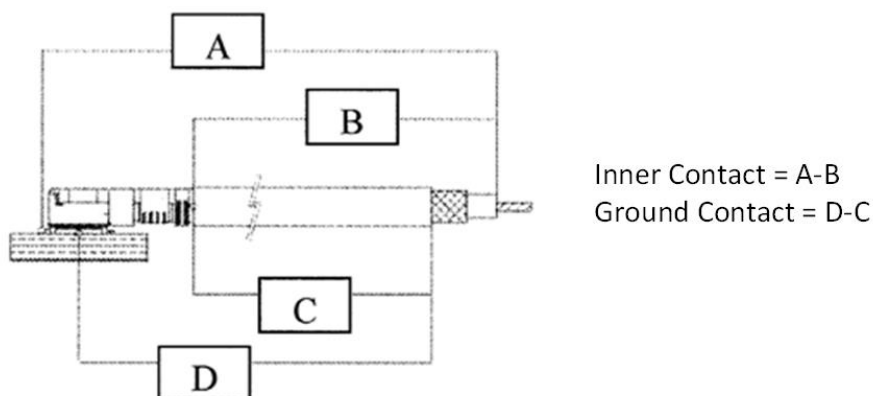 A
B
Inner Contact = A-B
Ground Contact = D-C
C
D